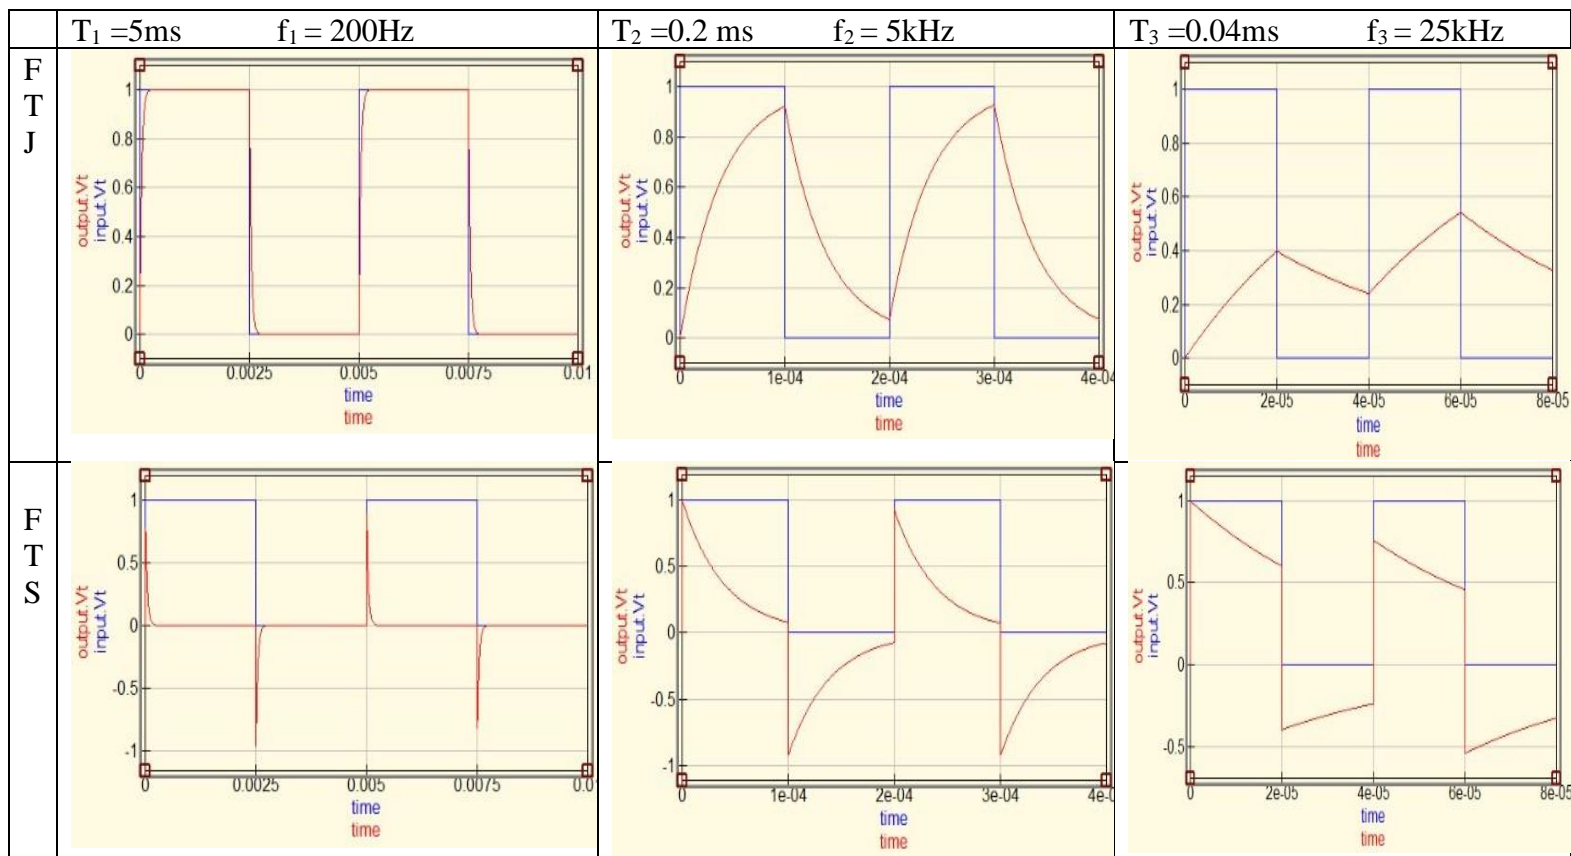 T₁ =5ms f₁ = 200Hz
T₂ =0.2 ms f₂ = 5kHz
T₃ =0.04ms f₃ = 25kHz
F
T
J
output.Vt
input.Vt
1
0.8
0.6
0.4
0.2
0
0 0.0025 0.005 0.0075 0.01
time
time
output.Vt
input.Vt
1
0.8
0.6
0.4
0.2
0
0 1e-04 2e-04 3e-04 4e-04
time
time
output.Vt
input.Vt
1
0.8
0.6
0.4
0.2
0
0 2e-05 4e-05 6e-05 8e-05
time
time
F
T
S
output.Vt
input.Vt
1
0.5
0
-0.5
-1
0 0.0025 0.005 0.0075 0.0
time
time
output.Vt
input.Vt
1
0.5
0
-0.5
-1
0 1e-04 2e-04 3e-04 4e-0
time
time
output.Vt
input.Vt
1
0.5
0
-0.5
0 2e-05 4e-05 6e-05 8e-05
time
time